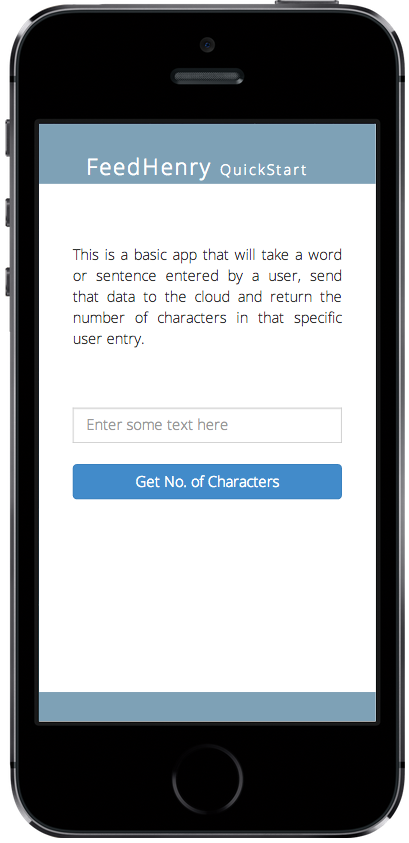 FeedHenry QuickStart
This is a basic app that will take a word
or sentence entered by a user, send
that data to the cloud and return the
number of characters in that specific
user entry.
Enter some text here
Get No. of Characters